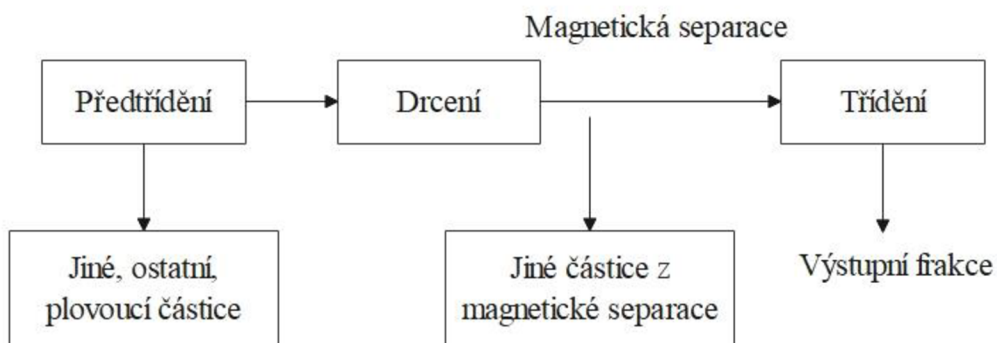 Magnetická separace
Předtřídění
Drcení
Třídění
Jiné, ostatní,
plovoucí částice
Jiné částice z
magnetické separace
Výstupní frakce